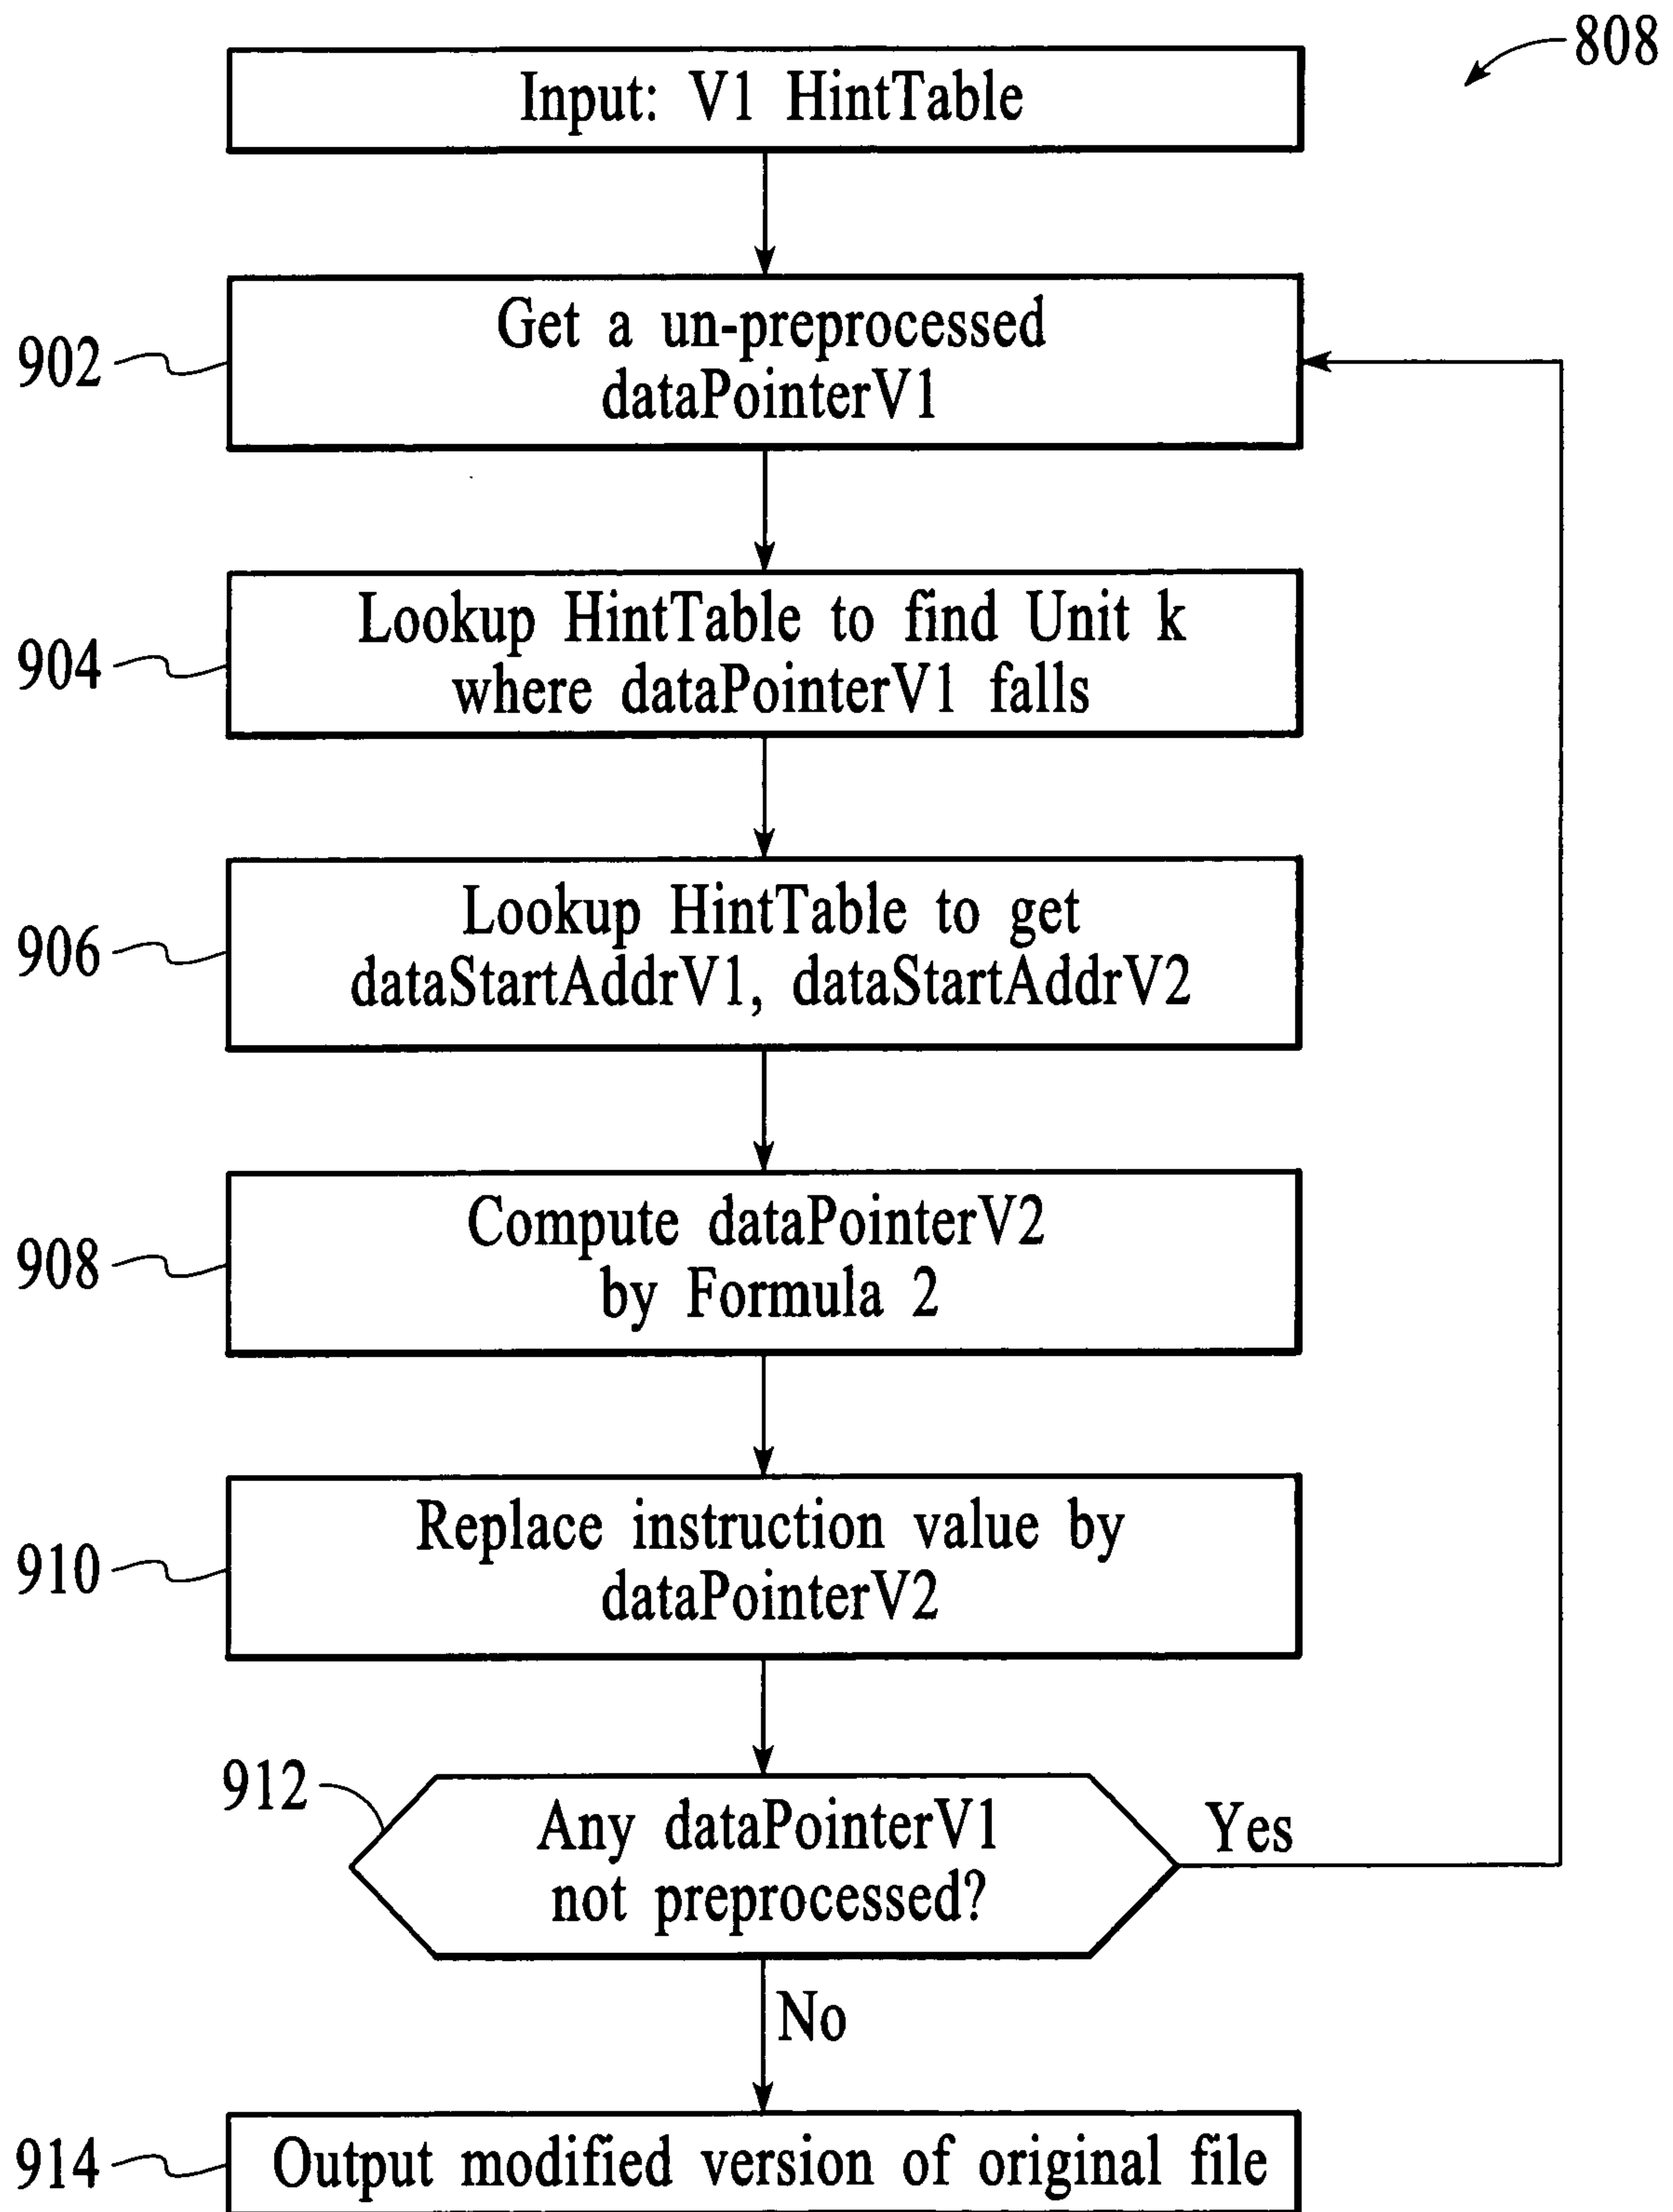 808
Input: V1 HintTable
902
Get a un-preprocessed
dataPointerV1
904
Lookup HintTable to find Unit k
where dataPointerV1 falls
906
Lookup HintTable to get
dataStartAddrV1, dataStartAddrV2
908
Compute dataPointerV2
by Formula 2
910
Replace instruction value by
dataPointerV2
912
Any dataPointerV1
not preprocessed?
Yes
No
914
Output modified version of original file